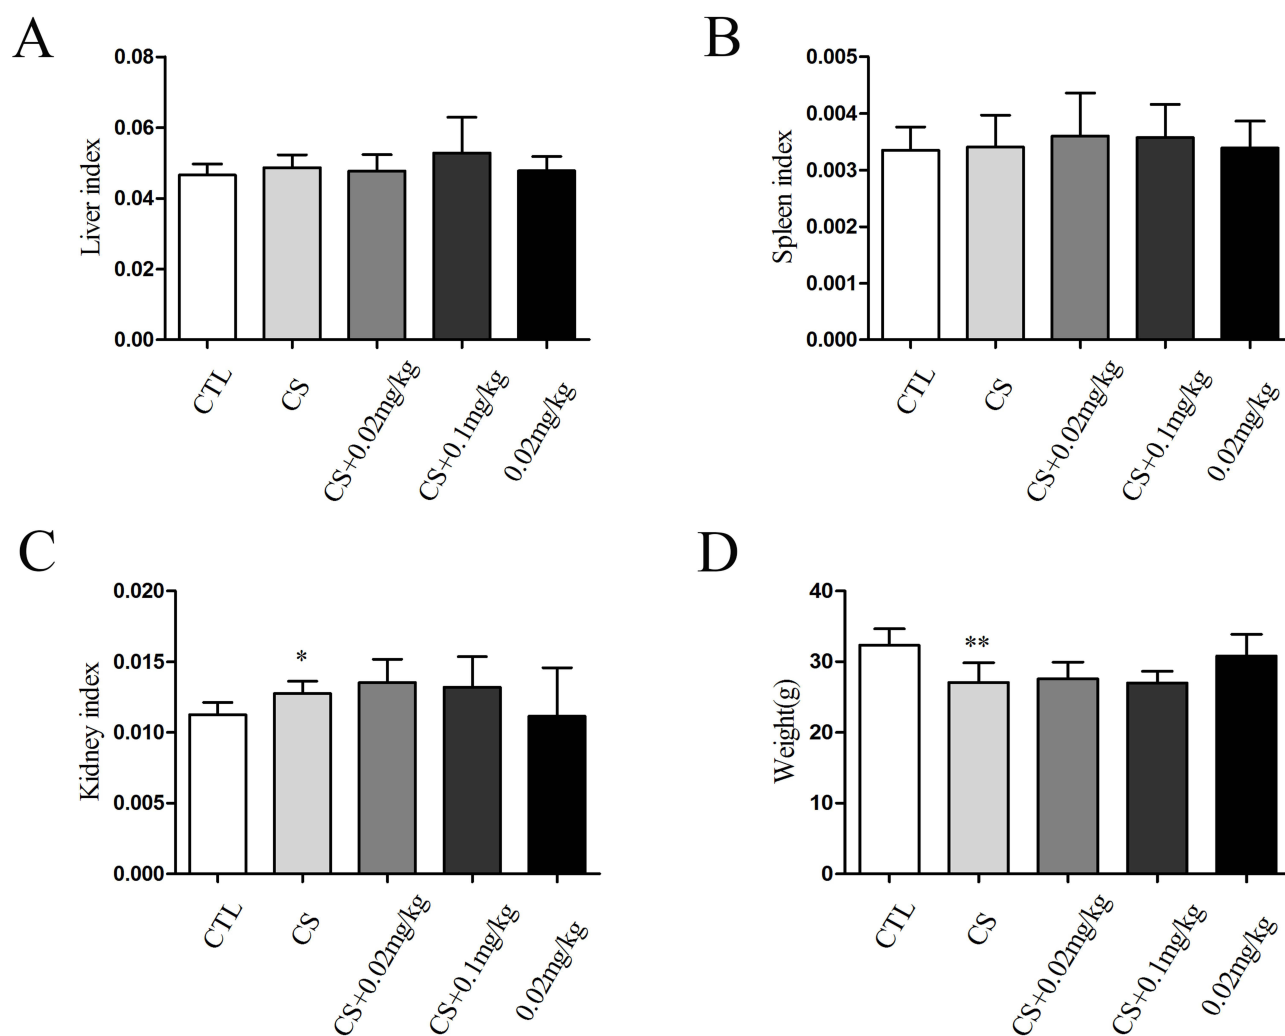 A
Liver index
0.08
0.06
0.04
0.02
0.00
CTL
CS
CS+0.02mg/kg
CS+0.1mg/kg
0.02mg/kg
B
Spleen index
0.005
0.004
0.003
0.002
0.001
0.000
CTL
CS
CS+0.02mg/kg
CS+0.1mg/kg
0.02mg/kg
C
Kidney index
0.020
0.015
0.010
0.005
0.000
*
CTL
CS
CS+0.02mg/kg
CS+0.1mg/kg
0.02mg/kg
D
Weight(g)
40
30
20
10
0
**
CTL
CS
CS+0.02mg/kg
CS+0.1mg/kg
0.02mg/kg